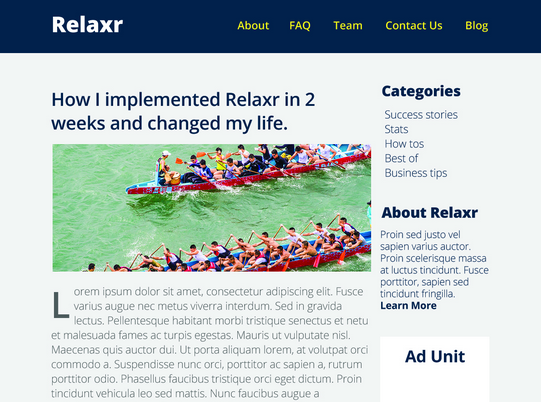 Relaxr
About FAQ Team Contact Us Blog
How I implemented Relaxr in 2
weeks and changed my life.
Lorem ipsum dolor sit amet, consectetur adipiscing elit. Fusce
varius augue nec metus viverra interdum. Sed in gravida
lectus. Pellentesque habitant morbi tristique senectus et netus
et malesuada fames ac turpis egestas. Mauris ut vulputate nisl.
Maecenas quis auctor dui. Ut porta aliquam lorem, at volutpat orci
commodo a. Suspendisse nunc orci, porttitor ac sapien a, rutrum
porttitor odio. Phasellus faucibus tristique orci eget dictum. Proin
tincidunt vehicula leo sed mattis. Nunc faucibus augue a
Categories
Success stories
Stats
How tos
Best of
Business tips
About Relaxr
Proin sed justo vel
sapien varius auctor.
Proin scelerisque massa
at luctus tincidunt. Fusce
porttitor, sapien sed
tincidunt fringilla.
Learn More
Ad Unit